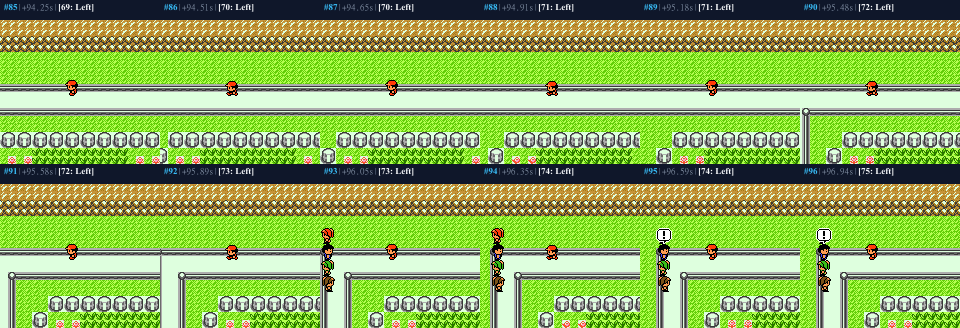 #85|+94.25s|[69: Left]
#86|+94.51s|[70: Left]
#87|+94.65s|[70: Left]
#88|+94.91s|[71: Left]
#89|+95.18s|[71: Left]
#90|+95.48s|[72: Left]
#91|+95.58s|[72: Left]
#92|+95.89s|[73: Left]
#93|+96.05s|[73: Left]
#94|+96.35s|[74: Left]
#95|+96.59s|[74: Left]
#96|+96.94s|[75: Left]
!
!